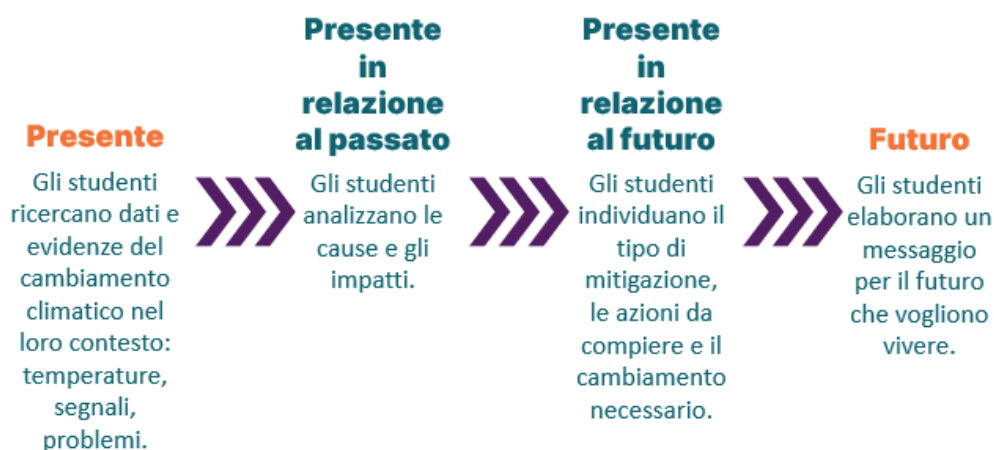 Presente
Gli studenti
ricercano dati e
evidenze del
cambiamento
climatico nel
loro contesto:
temperature,
segnali,
problemi.
Presente
in
relazione
al passato
Gli studenti
analizzano le
cause e gli
impatti.
Presente
in
relazione
al futuro
Gli studenti
individuano il
tipo di
mitigazione,
le azioni da
compiere e il
cambiamento
necessario.
Futuro
Gli studenti
elaborano un
messaggio
per il futuro
che vogliono
vivere.